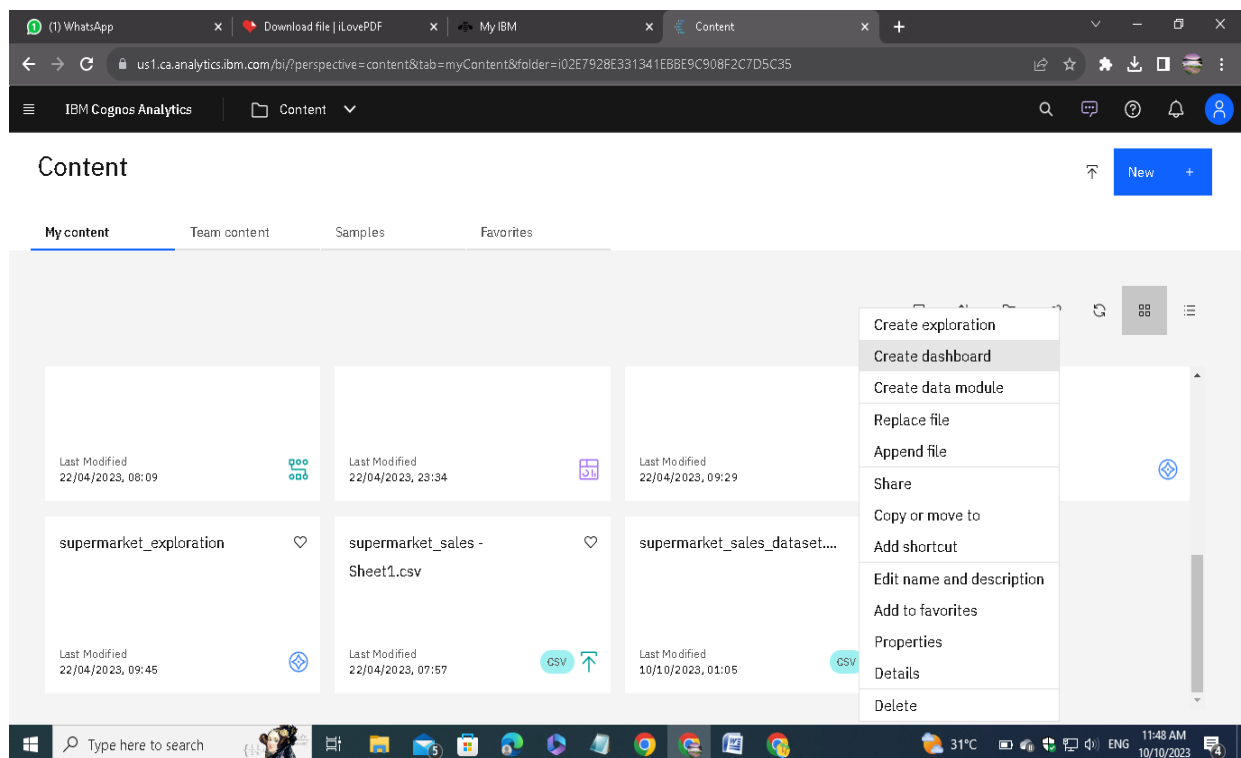 (1) WhatsApp
Download file | iLovePDF
My IBM
Content
us1.ca.analytics.ibm.com/bi/?perspective=content&tab=myContent&folder=i02E7928E331341EBBE9C908F2C7D5C35
IBM Cognos Analytics
Content
Content
New +
My content
Team content
Samples
Favorites
Create exploration
Create dashboard
Create data module
Replace file
Append file
Share
Copy or move to
Add shortcut
Edit name and description
Add to favorites
Properties
Details
Delete
Last Modified
22/04/2023, 08:09
Last Modified
22/04/2023, 23:34
Last Modified
22/04/2023, 09:29
supermarket_exploration
Last Modified
22/04/2023, 09:45
supermarket_sales -
Sheet1.csv
Last Modified
22/04/2023, 07:57
CSV
supermarket_sales_dataset....
Last Modified
10/10/2023, 01:05
CSV
Type here to search
31°C
ENG
11:48 AM
10/10/2023